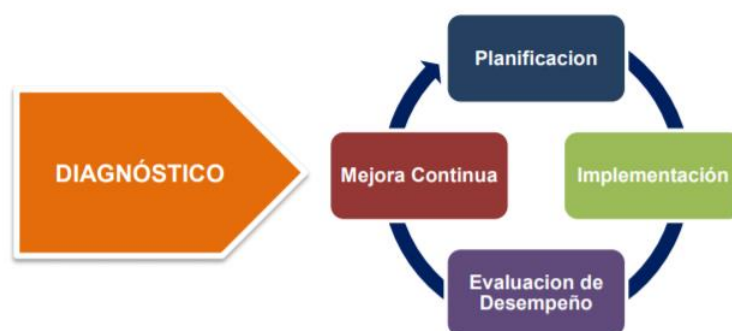 DIAGNÓSTICO
Planificacion
Mejora Continua
Implementación
Evaluacion de
Desempeño